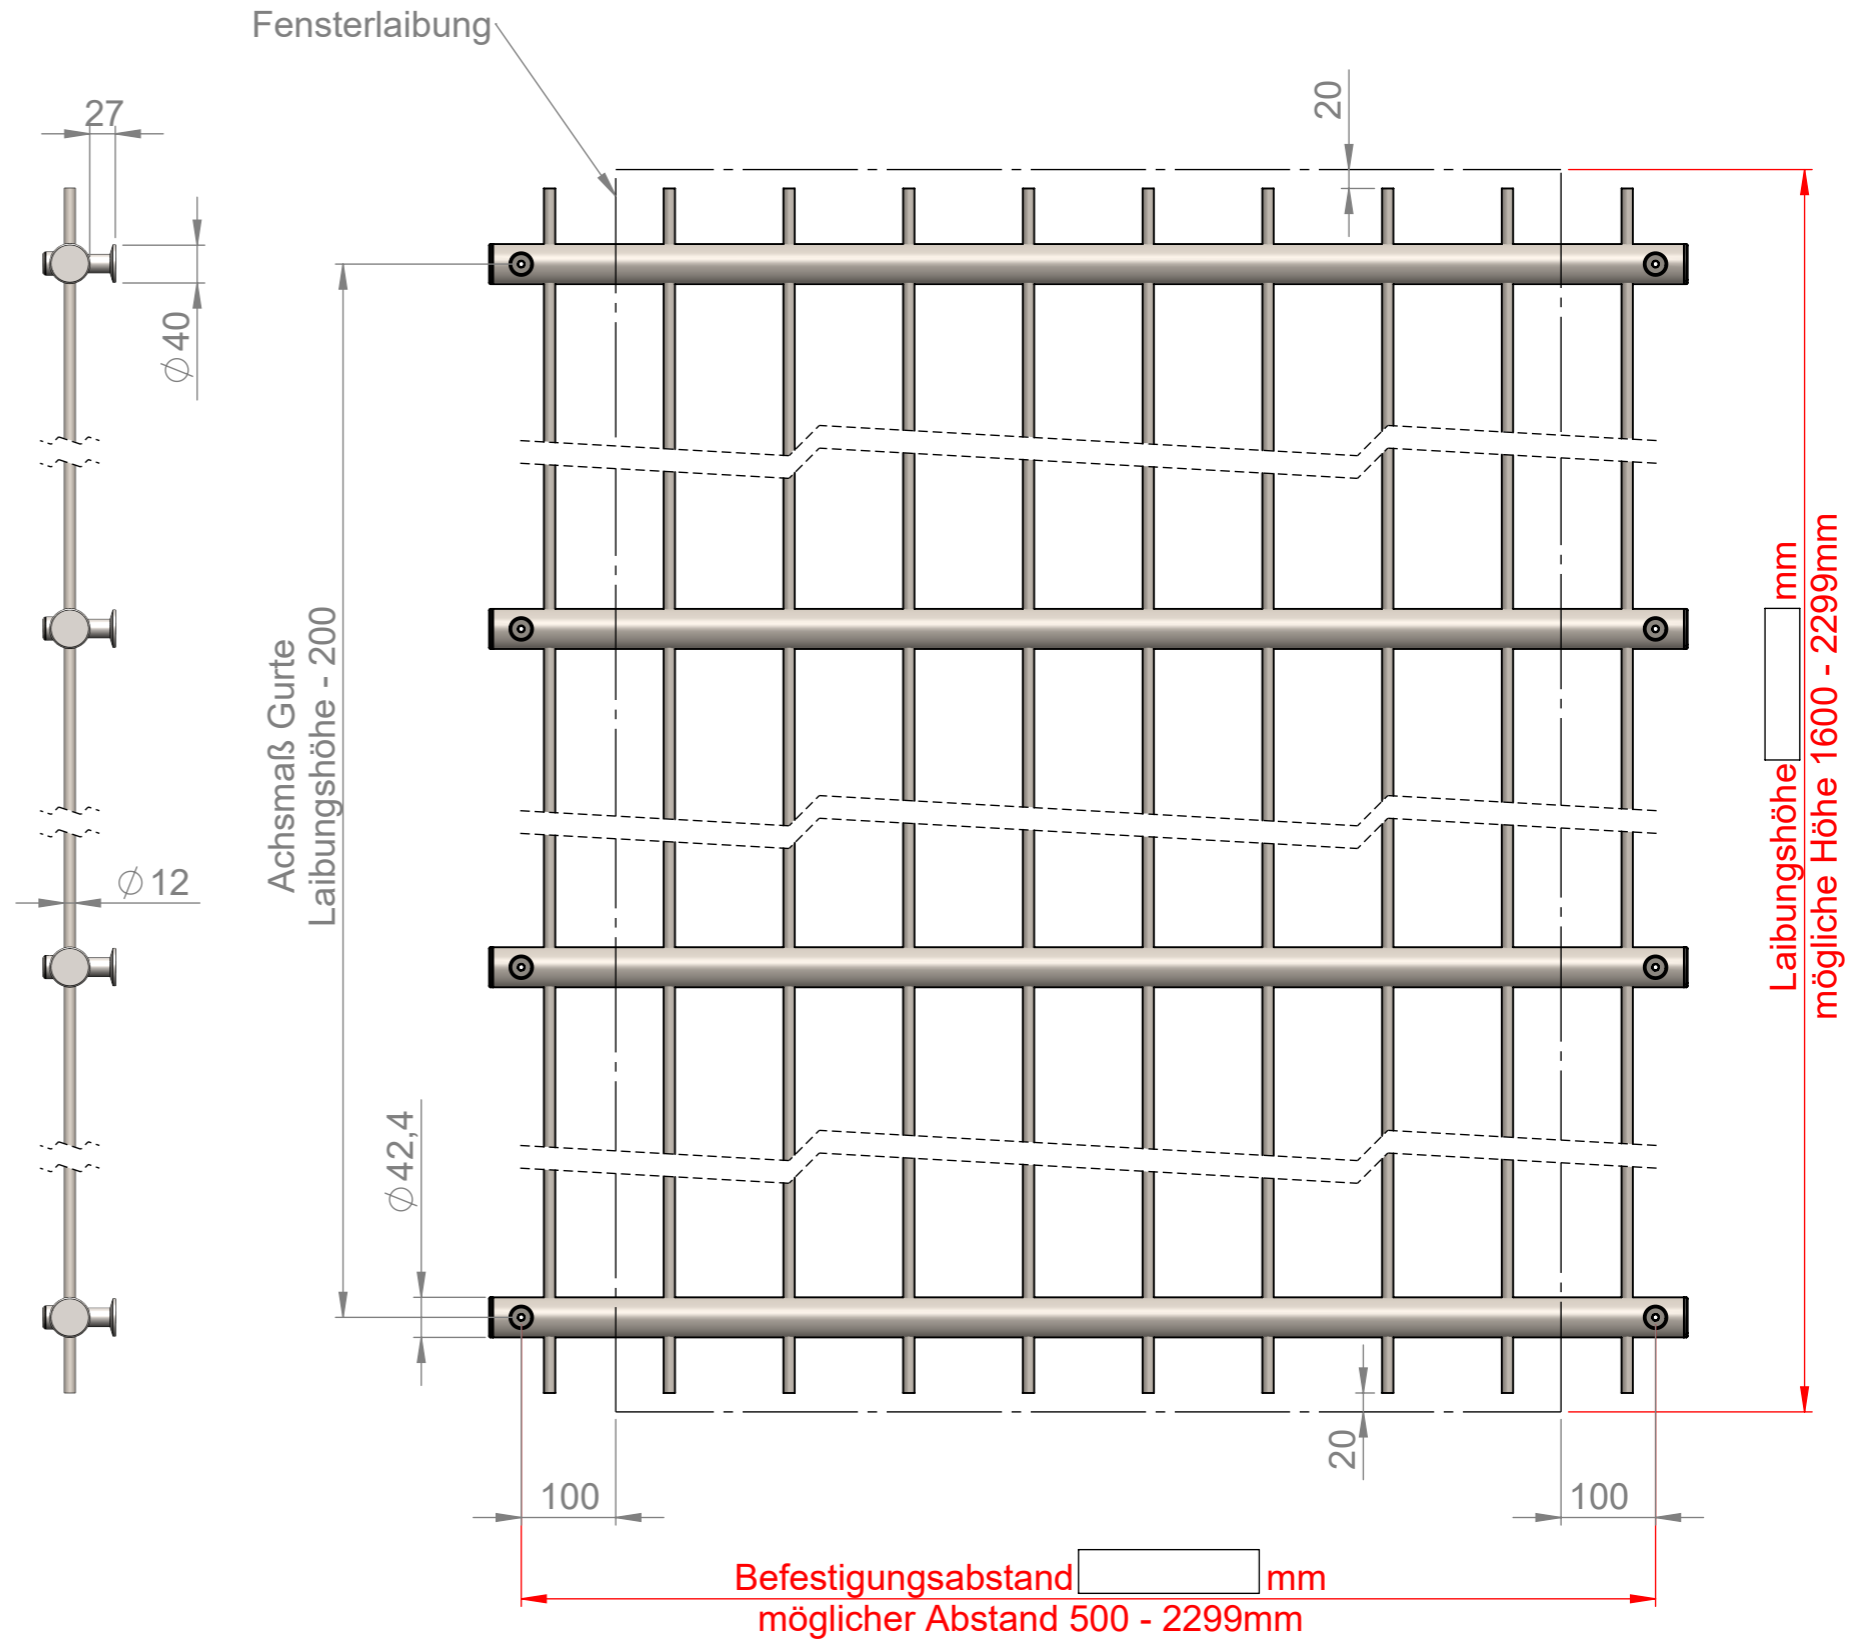 Fensterlaibung
27
20
∅40
Achsmaß Gurte
Laibungshöhe - 200
Laibungshöhe mm
mögliche Höhe 1600 - 2299mm
∅12
∅42,4
20
100
100
Befestigungsabstand mm
möglicher Abstand 500 - 2299mm